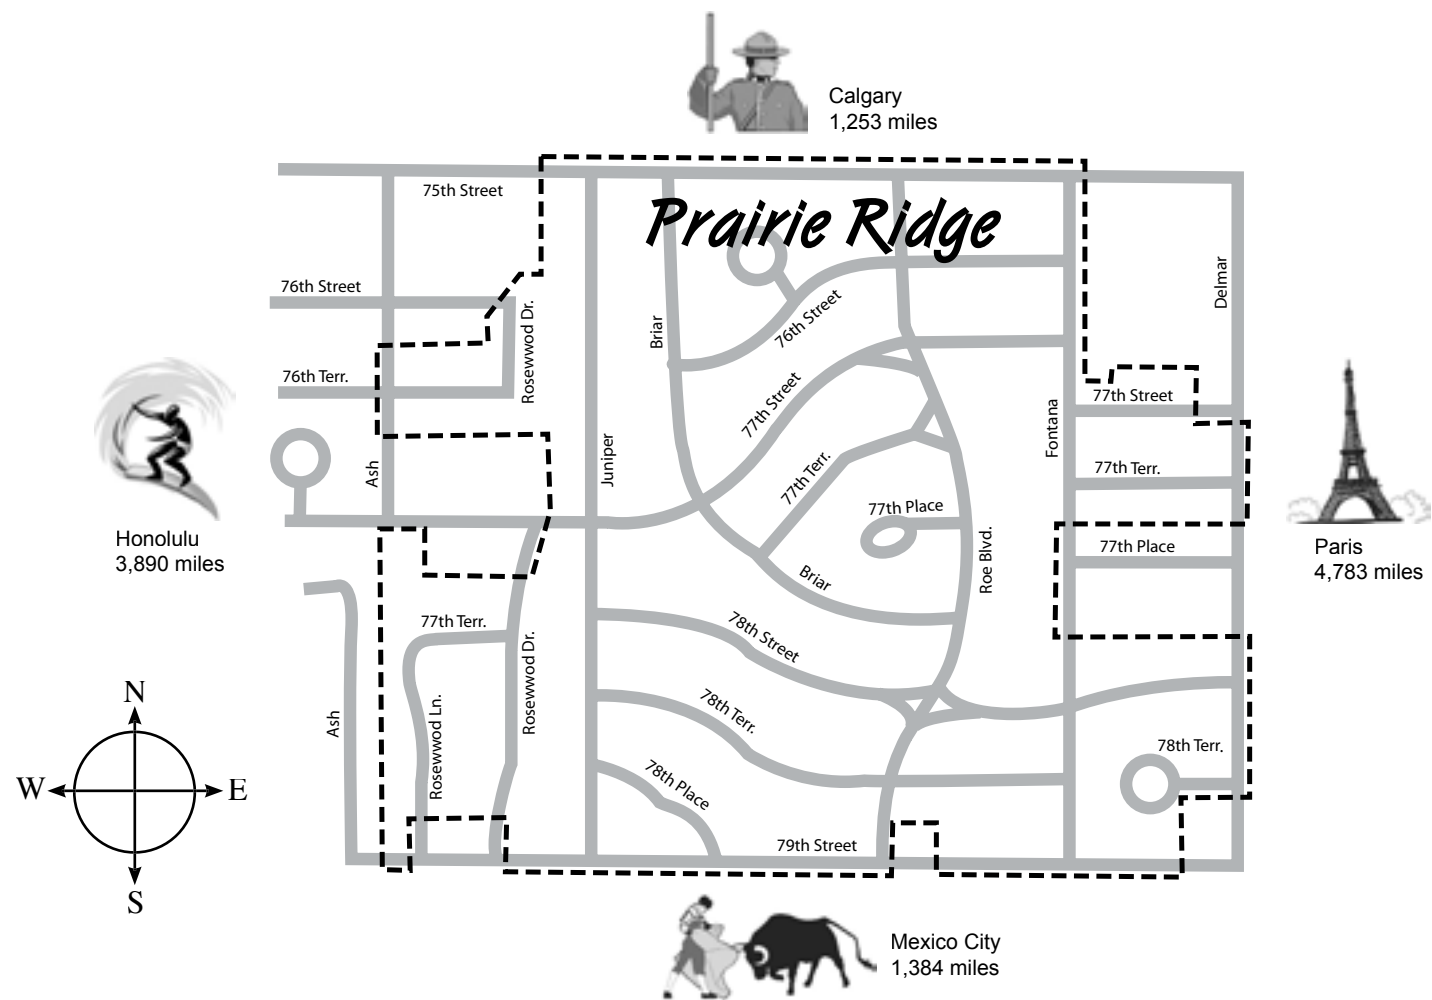 Calgary
1,253 miles
75th Street
Prairie Ridge
76th Street
Rosewwod Dr.
Briar
76th Street
Delmar
76th Terr.
77th Street
77th Street
Ash
Juniper
Fontana
77th Terr.
77th Terr.
77th Place
Honolulu
3,890 miles
Roe Blvd.
77th Place
Paris
4,783 miles
Briar
77th Terr.
78th Street
Rosewwod Dr.
Ash
Rosewwod Ln.
78th Terr.
78th Terr.
78th Place
79th Street
N
W
E
S
Mexico City
1,384 miles